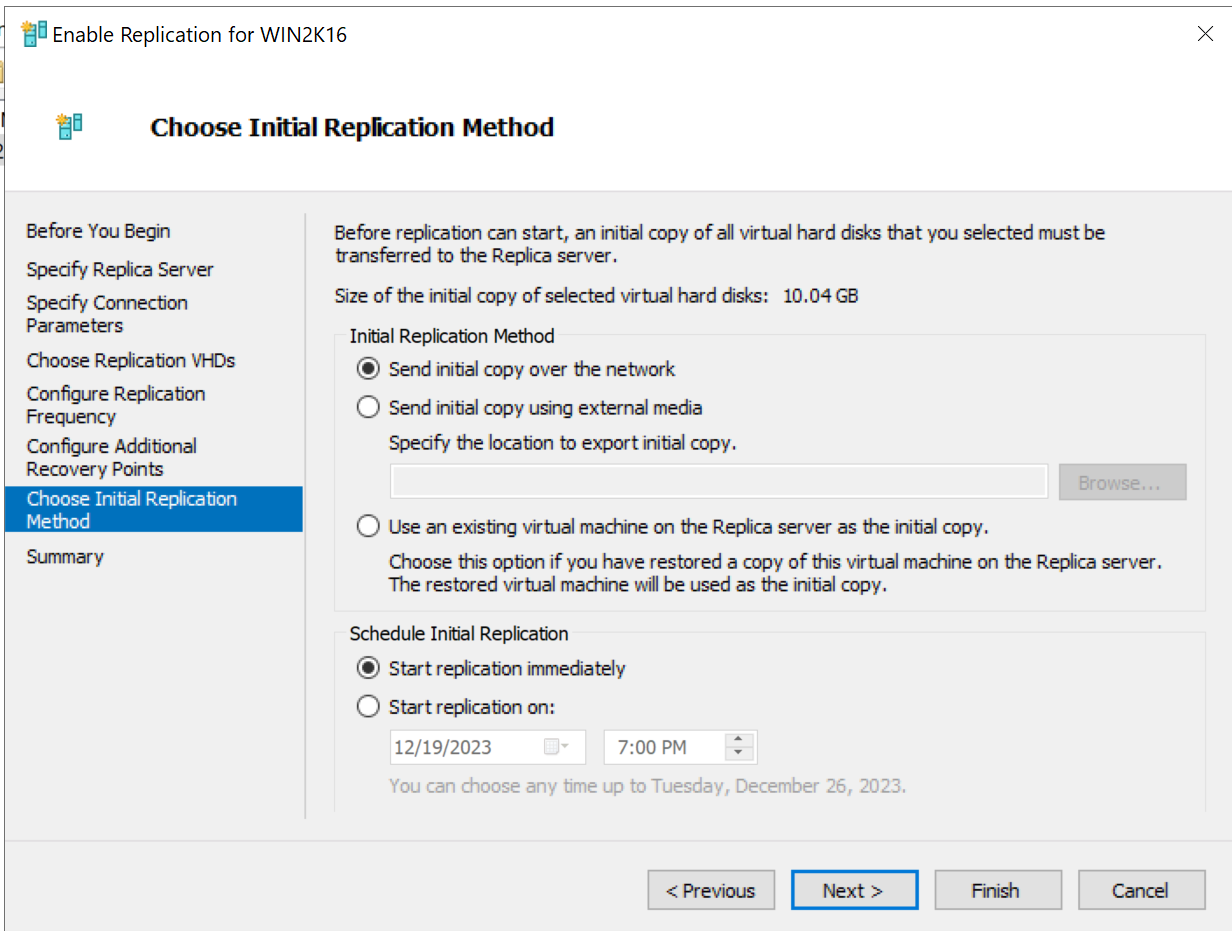 Enable Replication for WIN2K16
Choose Initial Replication Method
Before You Begin
Specify Replica Server
Specify Connection
Parameters
Choose Replication VHDs
Configure Replication
Frequency
Configure Additional
Recovery Points
Choose Initial Replication
Method
Summary
Before replication can start, an initial copy of all virtual hard disks that you selected must be
transferred to the Replica server.
Size of the initial copy of selected virtual hard disks: 10.04 GB
Initial Replication Method
Send initial copy over the network
Send initial copy using external media
Specify the location to export initial copy.
Browse...
Use an existing virtual machine on the Replica server as the initial copy.
Choose this option if you have restored a copy of this virtual machine on the Replica server.
The restored virtual machine will be used as the initial copy.
Schedule Initial Replication
Start replication immediately
Start replication on:
12/19/2023 7:00 PM
You can choose any time up to Tuesday, December 26, 2023.
< Previous Next > Finish Cancel